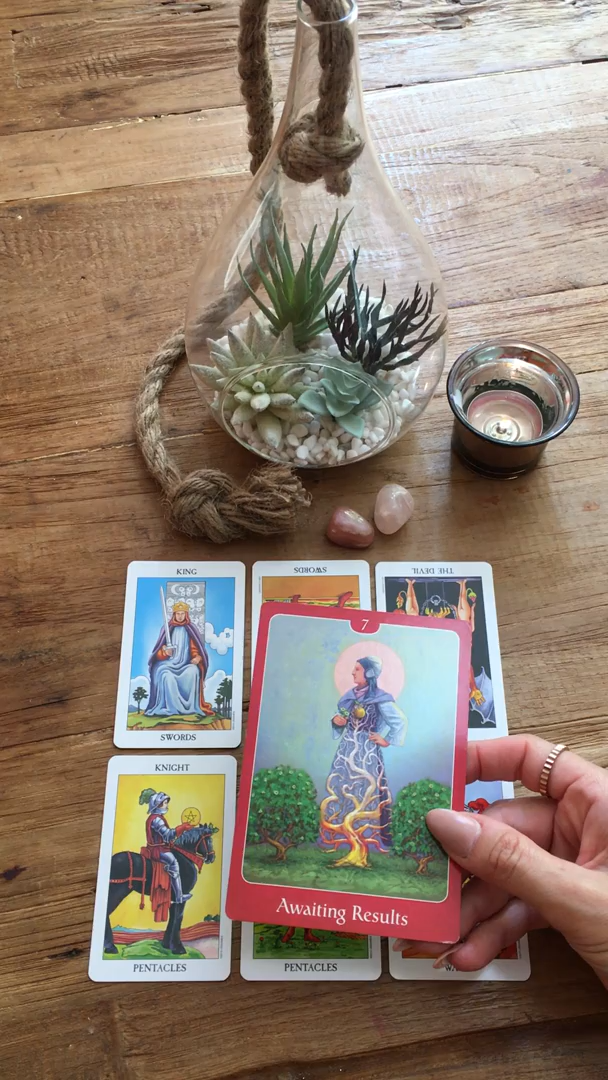 KING
SWORDS
THE DEVIL
7
SWORDS
KNIGHT
Awaiting Results
PENTACLES
PENTACLES